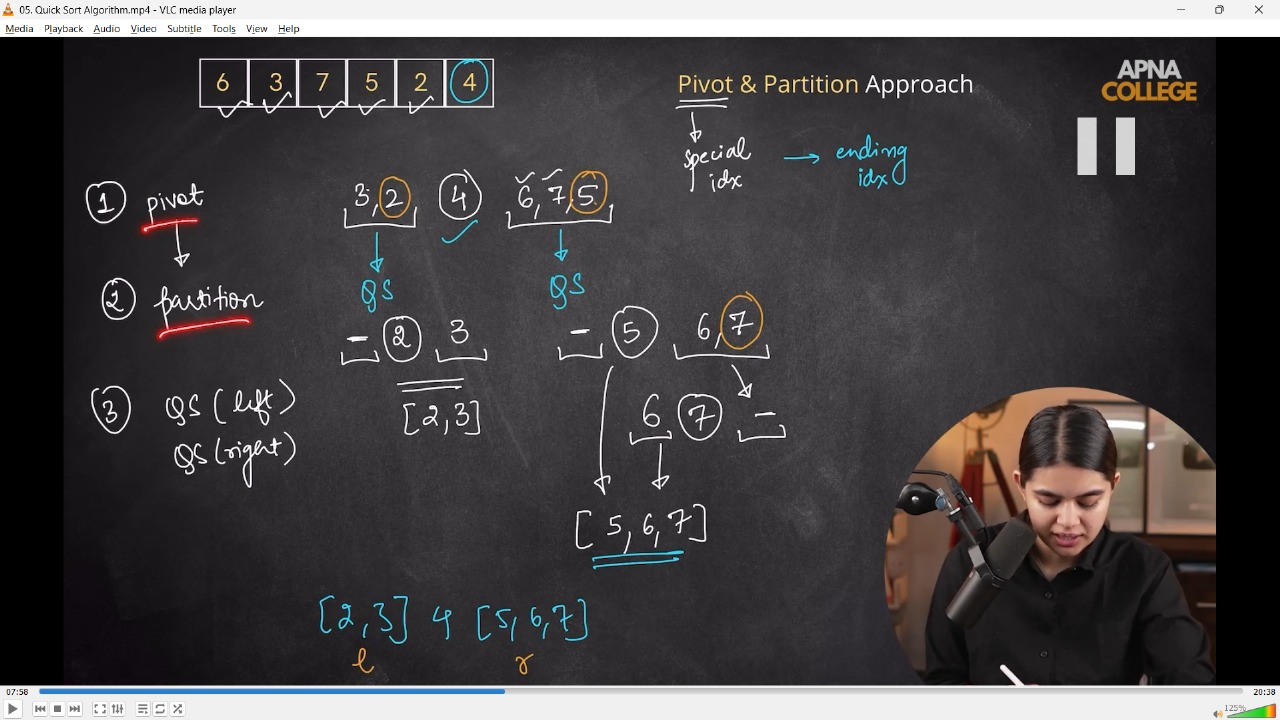 05. Quick Sort Algorithm.mp4 - VLC media player
Media Playback Audio Video Subtitle Tools View Help
6 3 7 5 2 4
Pivot & Partition Approach
APNA
COLLEGE
special
idx
→ ending
idx
① pivot
3, 2 ④ 6, 7, 5
QS QS
② partition
- ② 3 - ⑤ 6, 7
③ QS (left)
QS (right)
[2, 3]
6 ⑦ -
[5, 6, 7]
[2, 3] 4 [5, 6, 7]
l r
07:58
20:38
125%